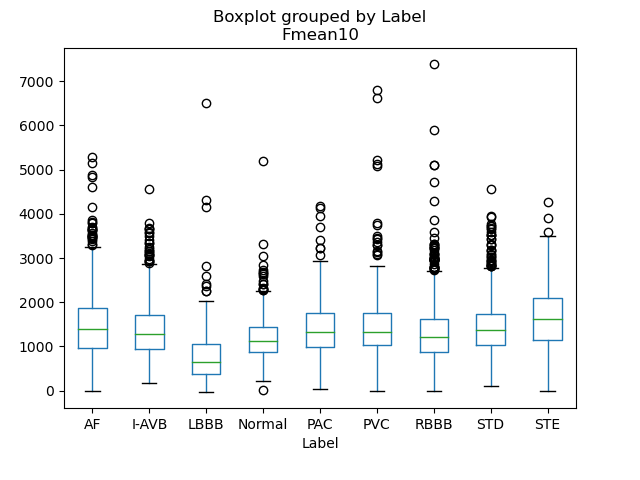 Boxplot grouped by Label
Fmean10
7000
6000
5000
4000
3000
2000
1000
0
AF I-AVB LBBB Normal PAC PVC RBBB STD STE
Label